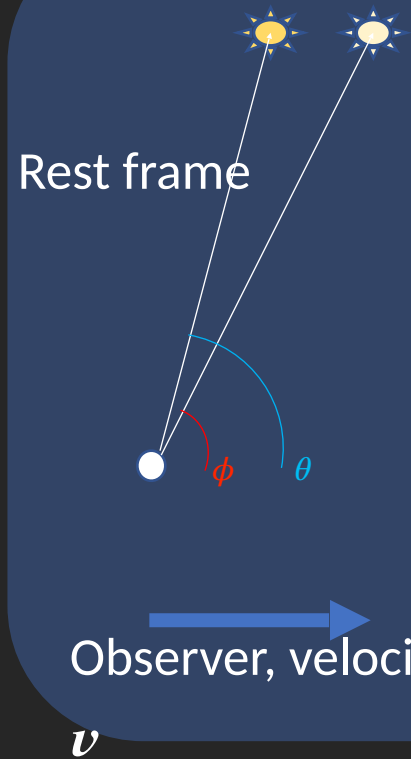 Rest frame
ϕ
θ
Observer, veloci
v